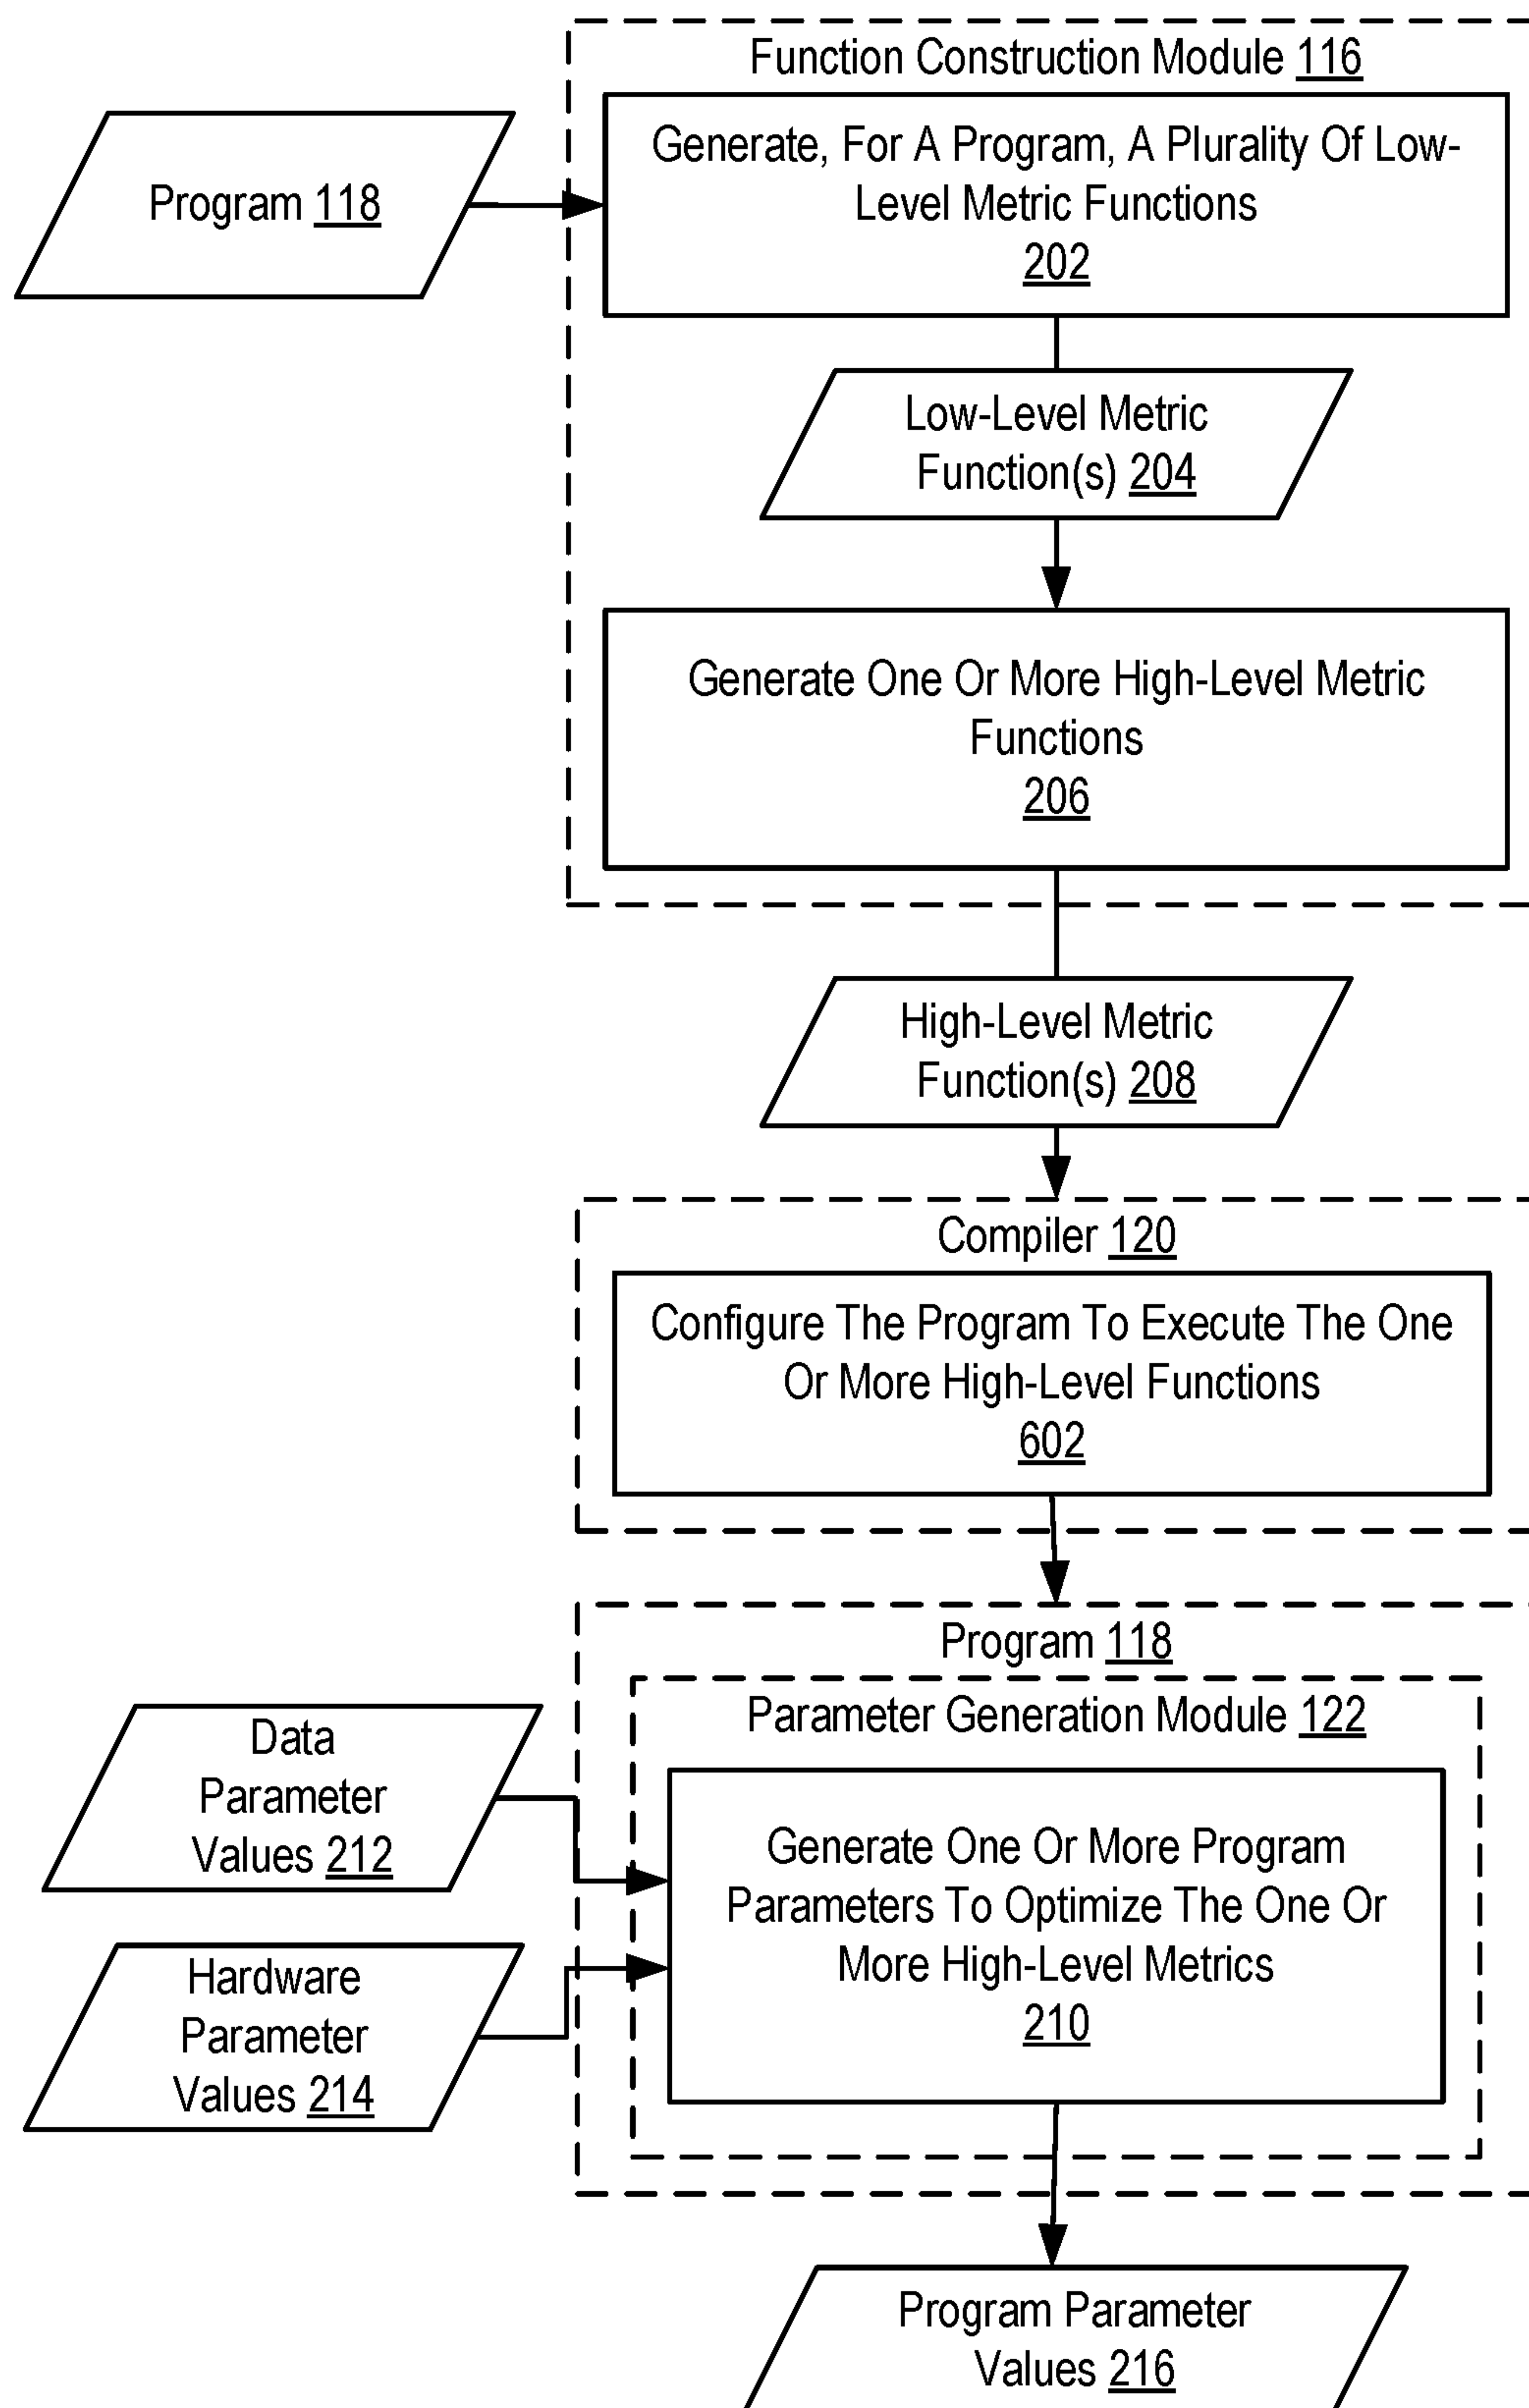 Function Construction Module 116
Program 118
Generate, For A Program, A Plurality Of Low-
Level Metric Functions
202
Low-Level Metric
Function(s) 204
Generate One Or More High-Level Metric
Functions
206
High-Level Metric
Function(s) 208
Compiler 120
Configure The Program To Execute The One
Or More High-Level Functions
602
Program 118
Parameter Generation Module 122
Data
Parameter
Values 212
Generate One Or More Program
Parameters To Optimize The One Or
More High-Level Metrics
210
Hardware
Parameter
Values 214
Program Parameter
Values 216